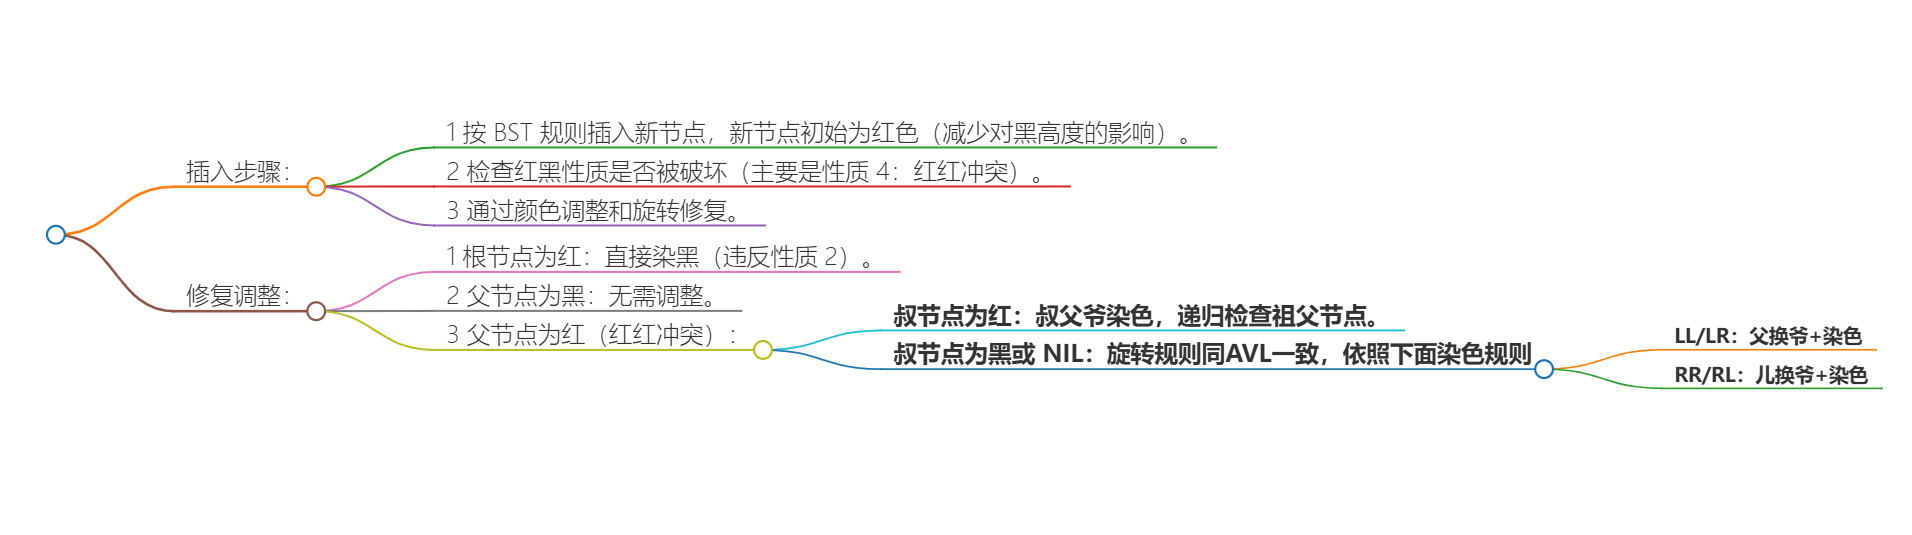 插入步骤：
1 按 BST 规则插入新节点，新节点初始为红色（减少对黑高度的影响）。
2 检查红黑性质是否被破坏（主要是性质 4：红红冲突）。
3 通过颜色调整和旋转修复。
修复调整：
1 根节点为红：直接染黑（违反性质 2）。
2 父节点为黑：无需调整。
3 父节点为红（红红冲突）：
叔节点为红：叔父爷染色，递归检查祖父节点。
叔节点为黑或 NIL：旋转规则同AVL一致，依照下面染色规则
LL/LR：父换爷+染色
RR/RL：儿换爷+染色